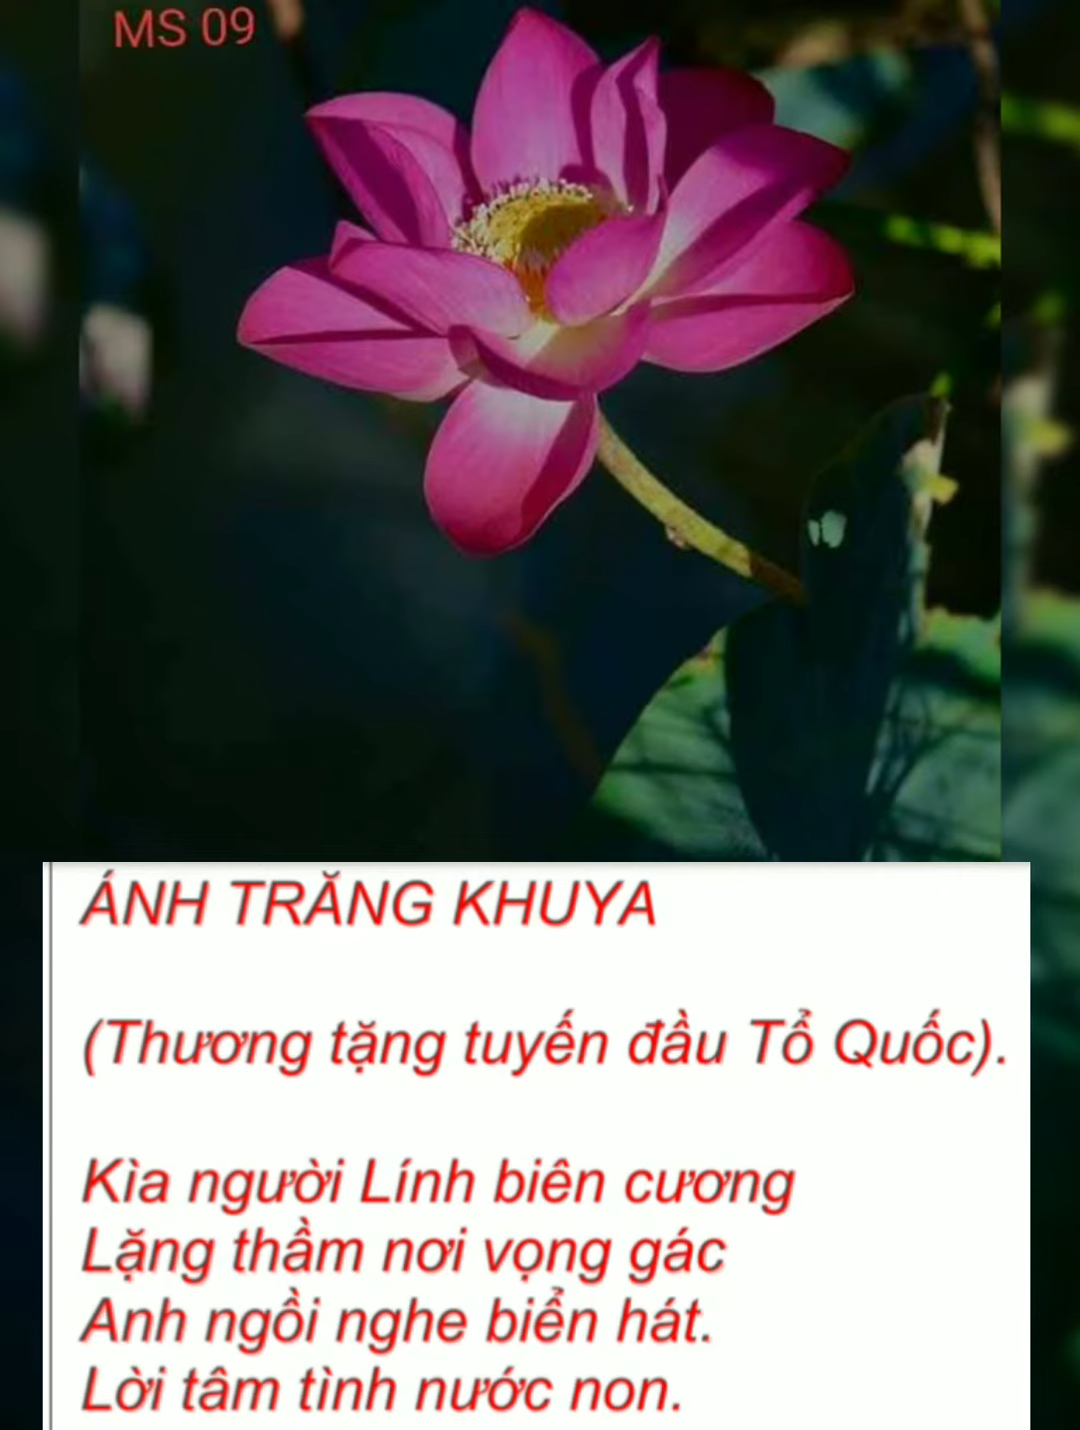 MS 09
ÁNH TRĂNG KHUYA
(Thương tặng tuyến đầu Tổ Quốc).
Kìa người Lính biên cương
Lặng thầm nơi vọng gác
Anh ngồi nghe biển hát.
Lời tâm tình nước non.